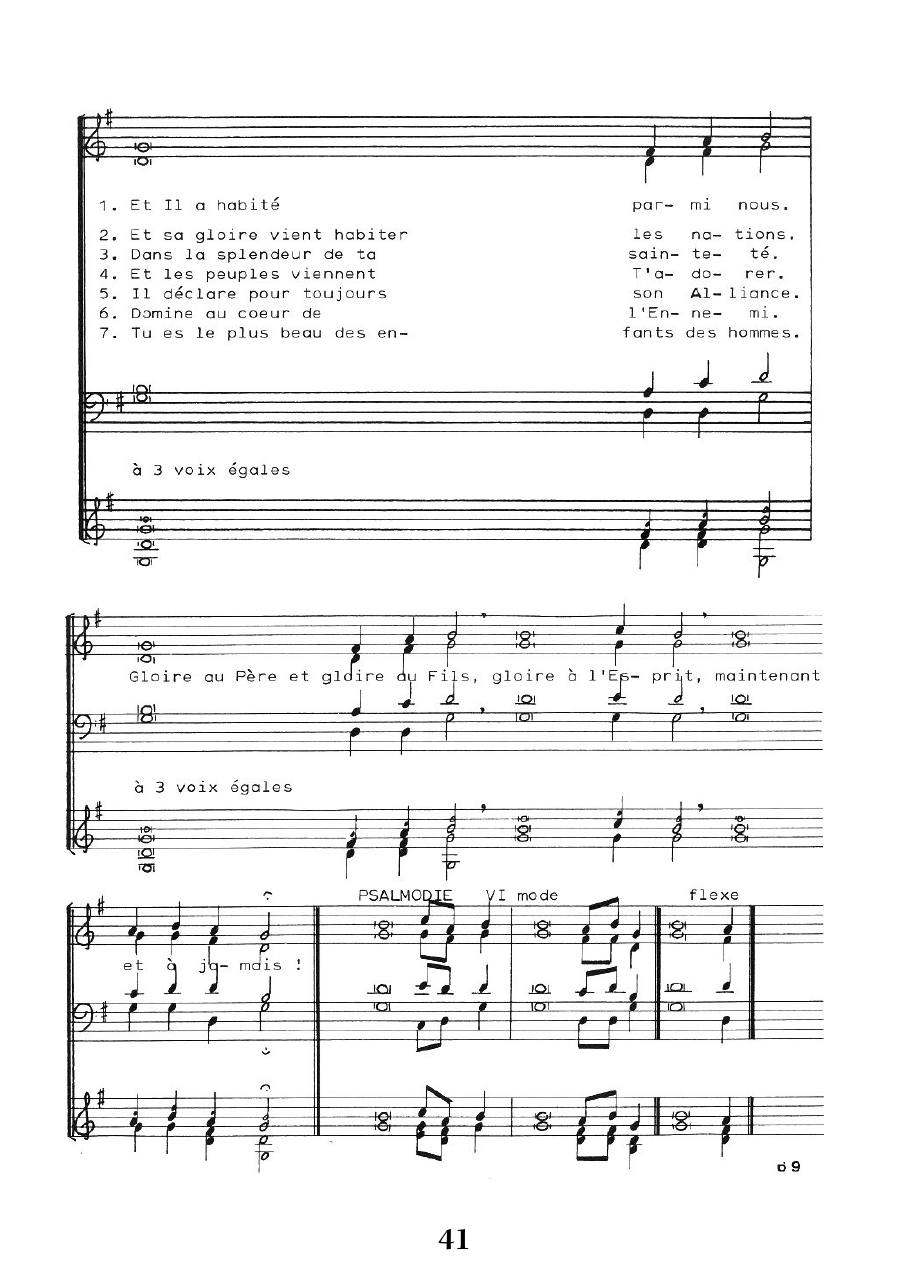 1. Et Il a habité par- mi nous.
2. Et sa gloire vient habiter les na- tions.
3. Dans la splendeur de ta sain- te- té.
4. Et les peuples viennent T'a- do- rer.
5. Il déclare pour toujours son Al- liance.
6. Domine au coeur de l'En- ne- mi.
7. Tu es le plus beau des en- fants des hommes.
à 3 voix égales
Gloire au Père et gloire au Fils, gloire à l'Es- prit, maintenant
à 3 voix égales
PSALMODIE VI mode flexe
et à ja- mais !
41